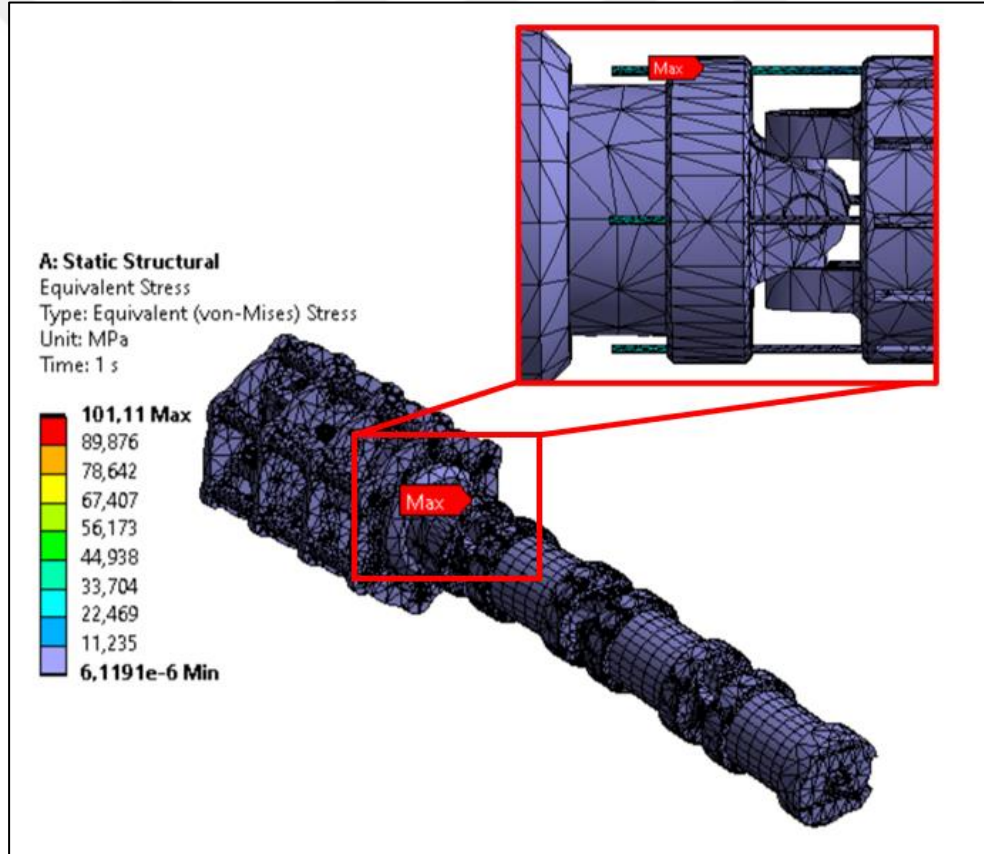 Max
A: Static Structural
Equivalent Stress
Type: Equivalent (von-Mises) Stress
Unit: MPa
Time: 1 s
101,11 Max
89,876
78,642
67,407
56,173
44,938
33,704
22,469
11,235
6,1191e-6 Min
Max